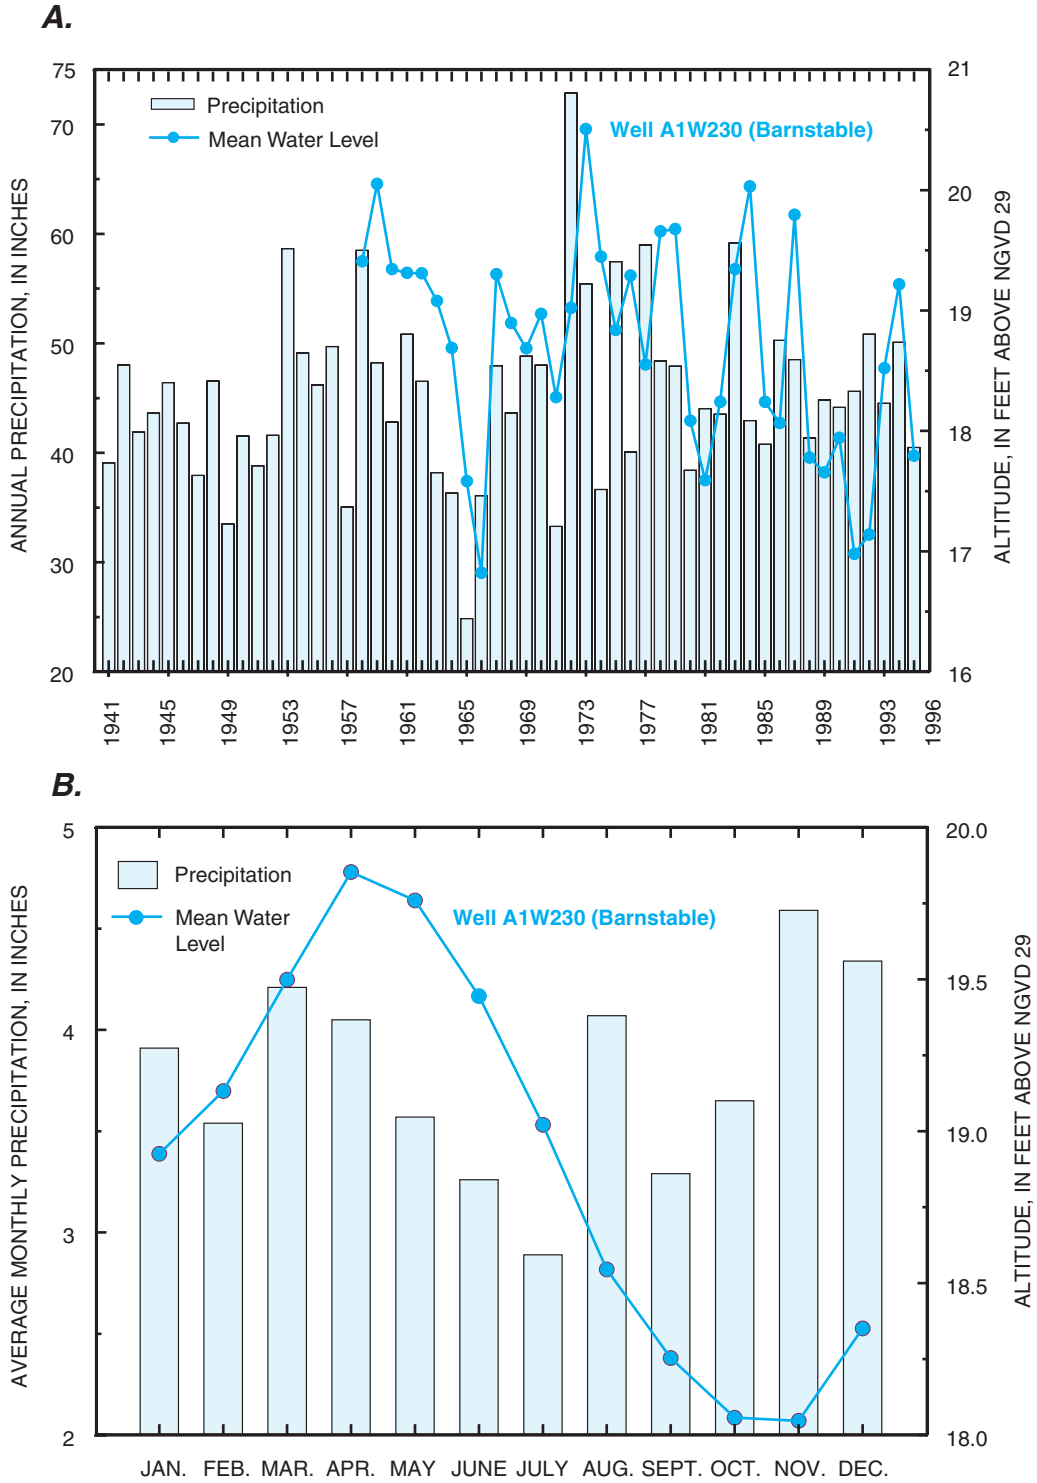 A.
75
70
60
50
40
30
20
ANNUAL PRECIPITATION, IN INCHES
Precipitation
Mean Water Level
Well A1W230 (Barnstable)
21
20
19
18
17
16
ALTITUDE, IN FEET ABOVE NGVD 29
1941
1945
1949
1953
1957
1961
1965
1969
1973
1977
1981
1985
1989
1993
1996
B.
5
4
3
2
AVERAGE MONTHLY PRECIPITATION, IN INCHES
Precipitation
Mean Water
Level
Well A1W230 (Barnstable)
20.0
19.5
19.0
18.5
18.0
ALTITUDE, IN FEET ABOVE NGVD 29
JAN. FEB. MAR. APR. MAY JUNE JULY AUG. SEPT. OCT. NOV. DEC.